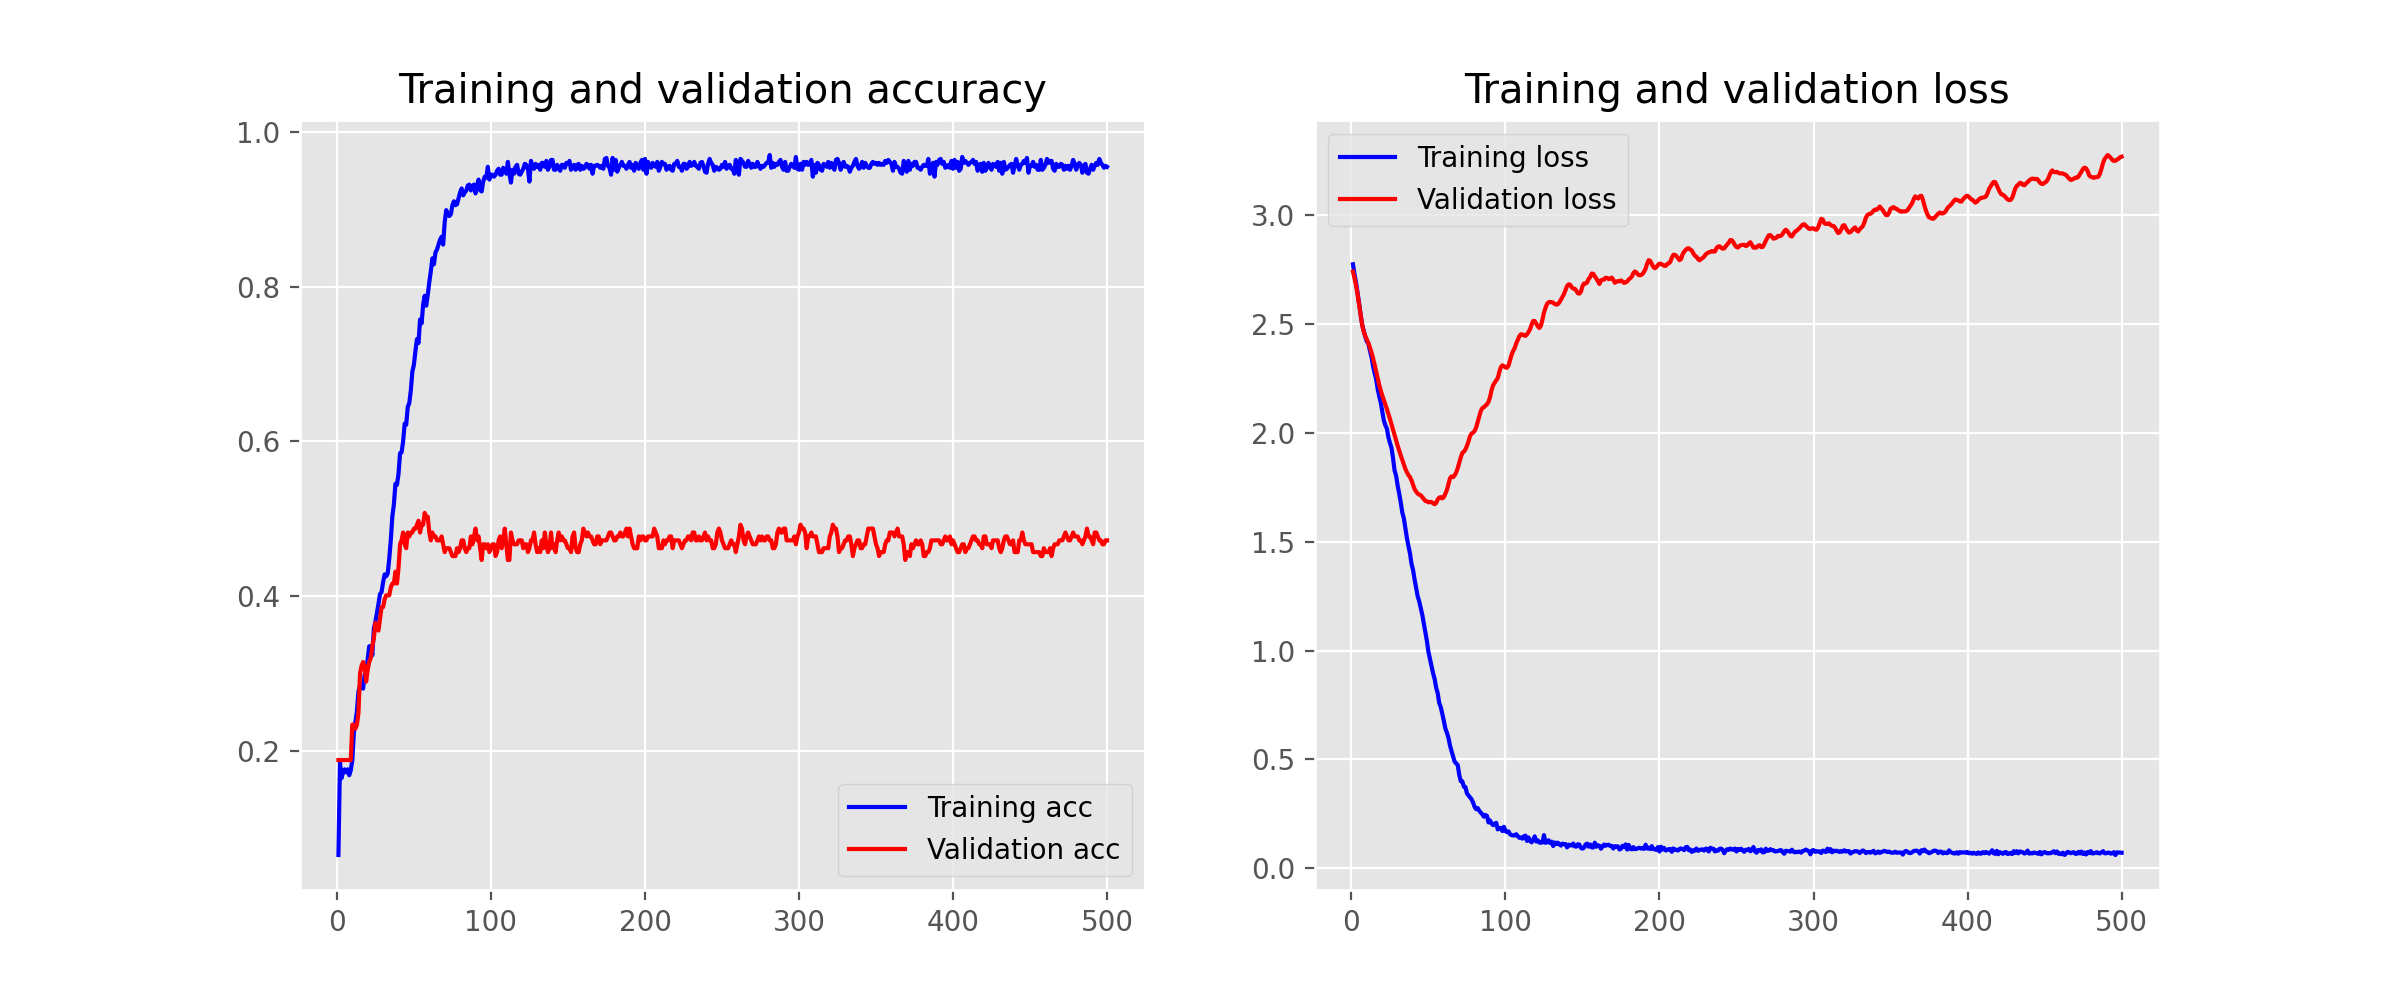 Training and validation accuracy
1.0
0.8
0.6
0.4
0.2
Training acc
Validation acc
0 100 200 300 400 500
Training and validation loss
Training loss
Validation loss
3.0
2.5
2.0
1.5
1.0
0.5
0.0
0 100 200 300 400 500